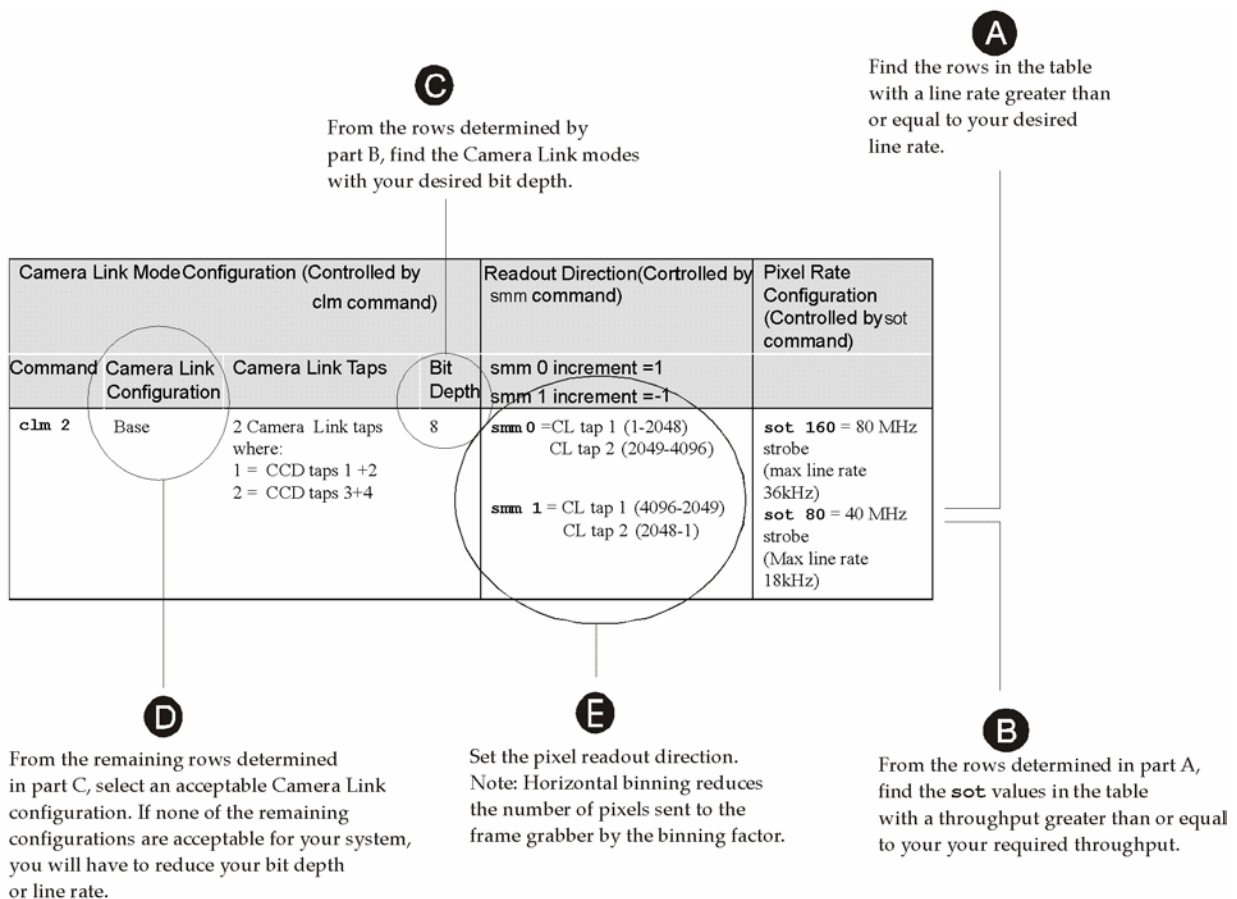 A
Find the rows in the table
with a line rate greater than
or equal to your desired
line rate.
C
From the rows determined by
part B, find the Camera Link modes
with your desired bit depth.
Camera Link Mode Configuration (Controlled by
clm command)
Readout Direction(Controlled by
smm command)
Pixel Rate
Configuration
(Controlled by sot
command)
Command
Camera Link
Configuration
Camera Link Taps
Bit
Depth
smm 0 increment =1
smm 1 increment =-1
clm 2
Base
2 Camera Link taps
where:
1 = CCD taps 1 +2
2 = CCD taps 3+4
8
smm 0 =CL tap 1 (1-2048)
CL tap 2 (2049-4096)
smm 1 = CL tap 1 (4096-2049)
CL tap 2 (2048-1)
sot 160 = 80 MHz
strobe
(max line rate
36kHz)
sot 80 = 40 MHz
strobe
(Max line rate
18kHz)
D
From the remaining rows determined
in part C, select an acceptable Camera Link
configuration. If none of the remaining
configurations are acceptable for your system,
you will have to reduce your bit depth
or line rate.
E
Set the pixel readout direction.
Note: Horizontal binning reduces
the number of pixels sent to the
frame grabber by the binning factor.
B
From the rows determined in part A,
find the sot values in the table
with a throughput greater than or equal
to your your required throughput.